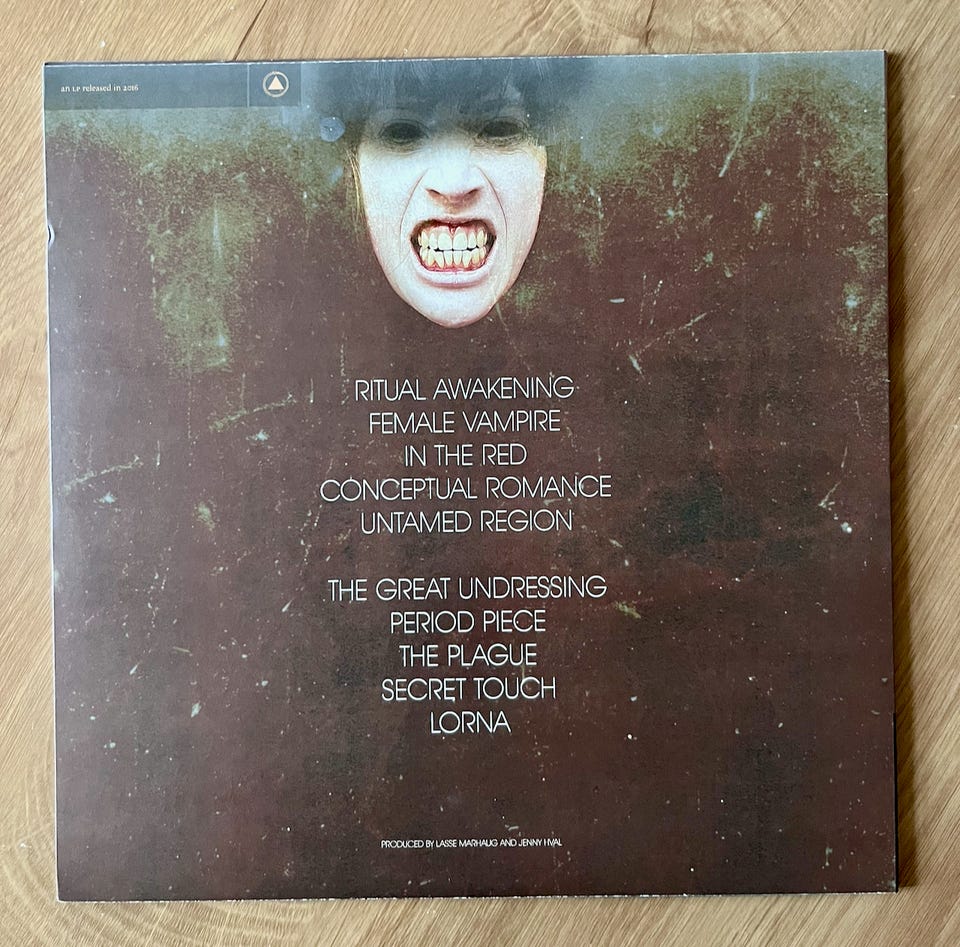 an LP released in 2016
RITUAL AWAKENING
FEMALE VAMPIRE
IN THE RED
CONCEPTUAL ROMANCE
UNTAMED REGION
THE GREAT UNDRESSING
PERIOD PIECE
THE PLAGUE
SECRET TOUCH
LORNA
PRODUCED BY LASSE MARHAUG AND JENNY HVAL